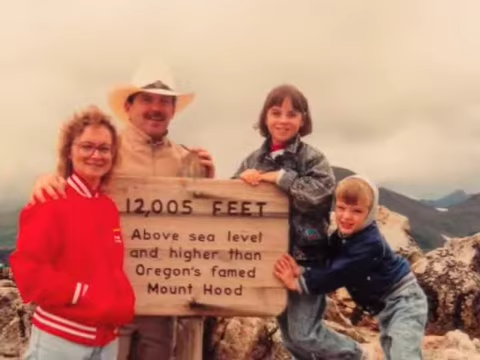 12,005 FEET
Above sea level
and higher than
Oregon's famed
Mount Hood